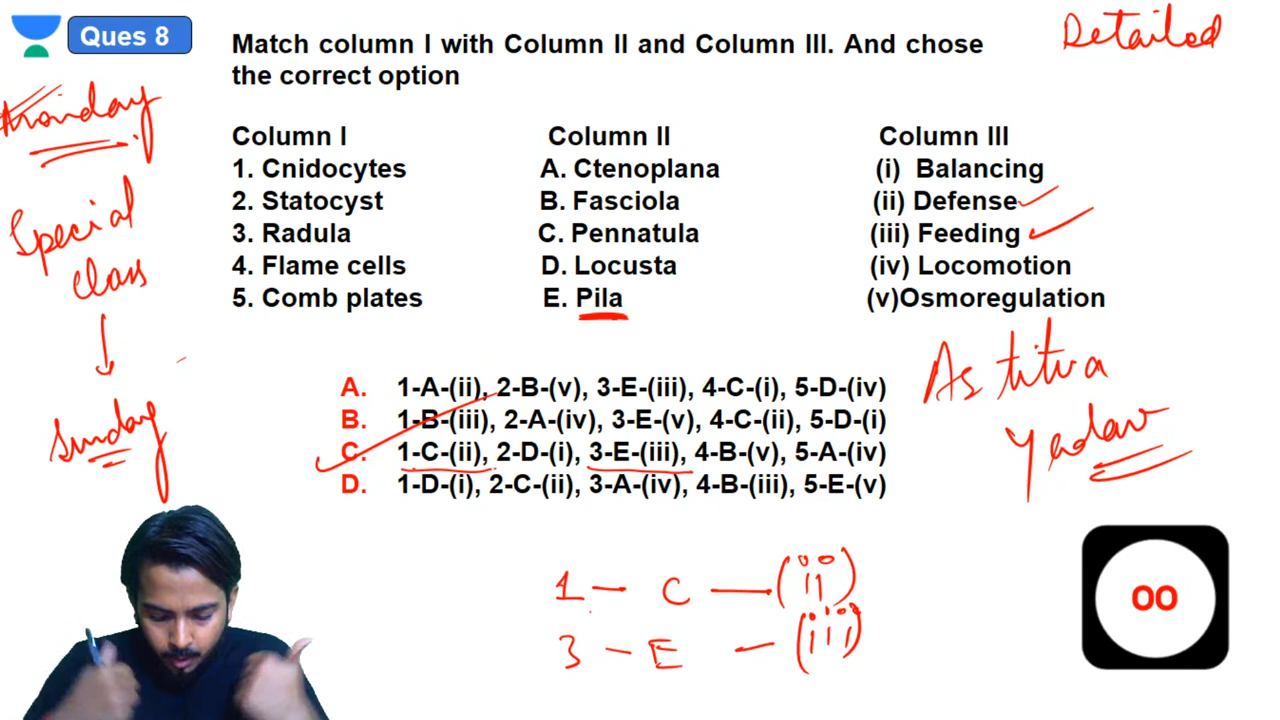 Ques 8
Match column I with Column II and Column III. And chose
the correct option
Detailed
Monday
Special
class
Sunday
Column I Column II Column III
1. Cnidocytes A. Ctenoplana (i) Balancing
2. Statocyst B. Fasciola (ii) Defense
3. Radula C. Pennatula (iii) Feeding
4. Flame cells D. Locusta (iv) Locomotion
5. Comb plates E. Pila (v)Osmoregulation
A. 1-A-(ii), 2-B-(v), 3-E-(iii), 4-C-(i), 5-D-(iv)
B. 1-B-(iii), 2-A-(iv), 3-E-(v), 4-C-(ii), 5-D-(i)
C. 1-C-(ii), 2-D-(i), 3-E-(iii), 4-B-(v), 5-A-(iv)
D. 1-D-(i), 2-C-(ii), 3-A-(iv), 4-B-(iii), 5-E-(v)
Astitva
Yadav
1 — C — (ii)
3 — E — (iii)
00